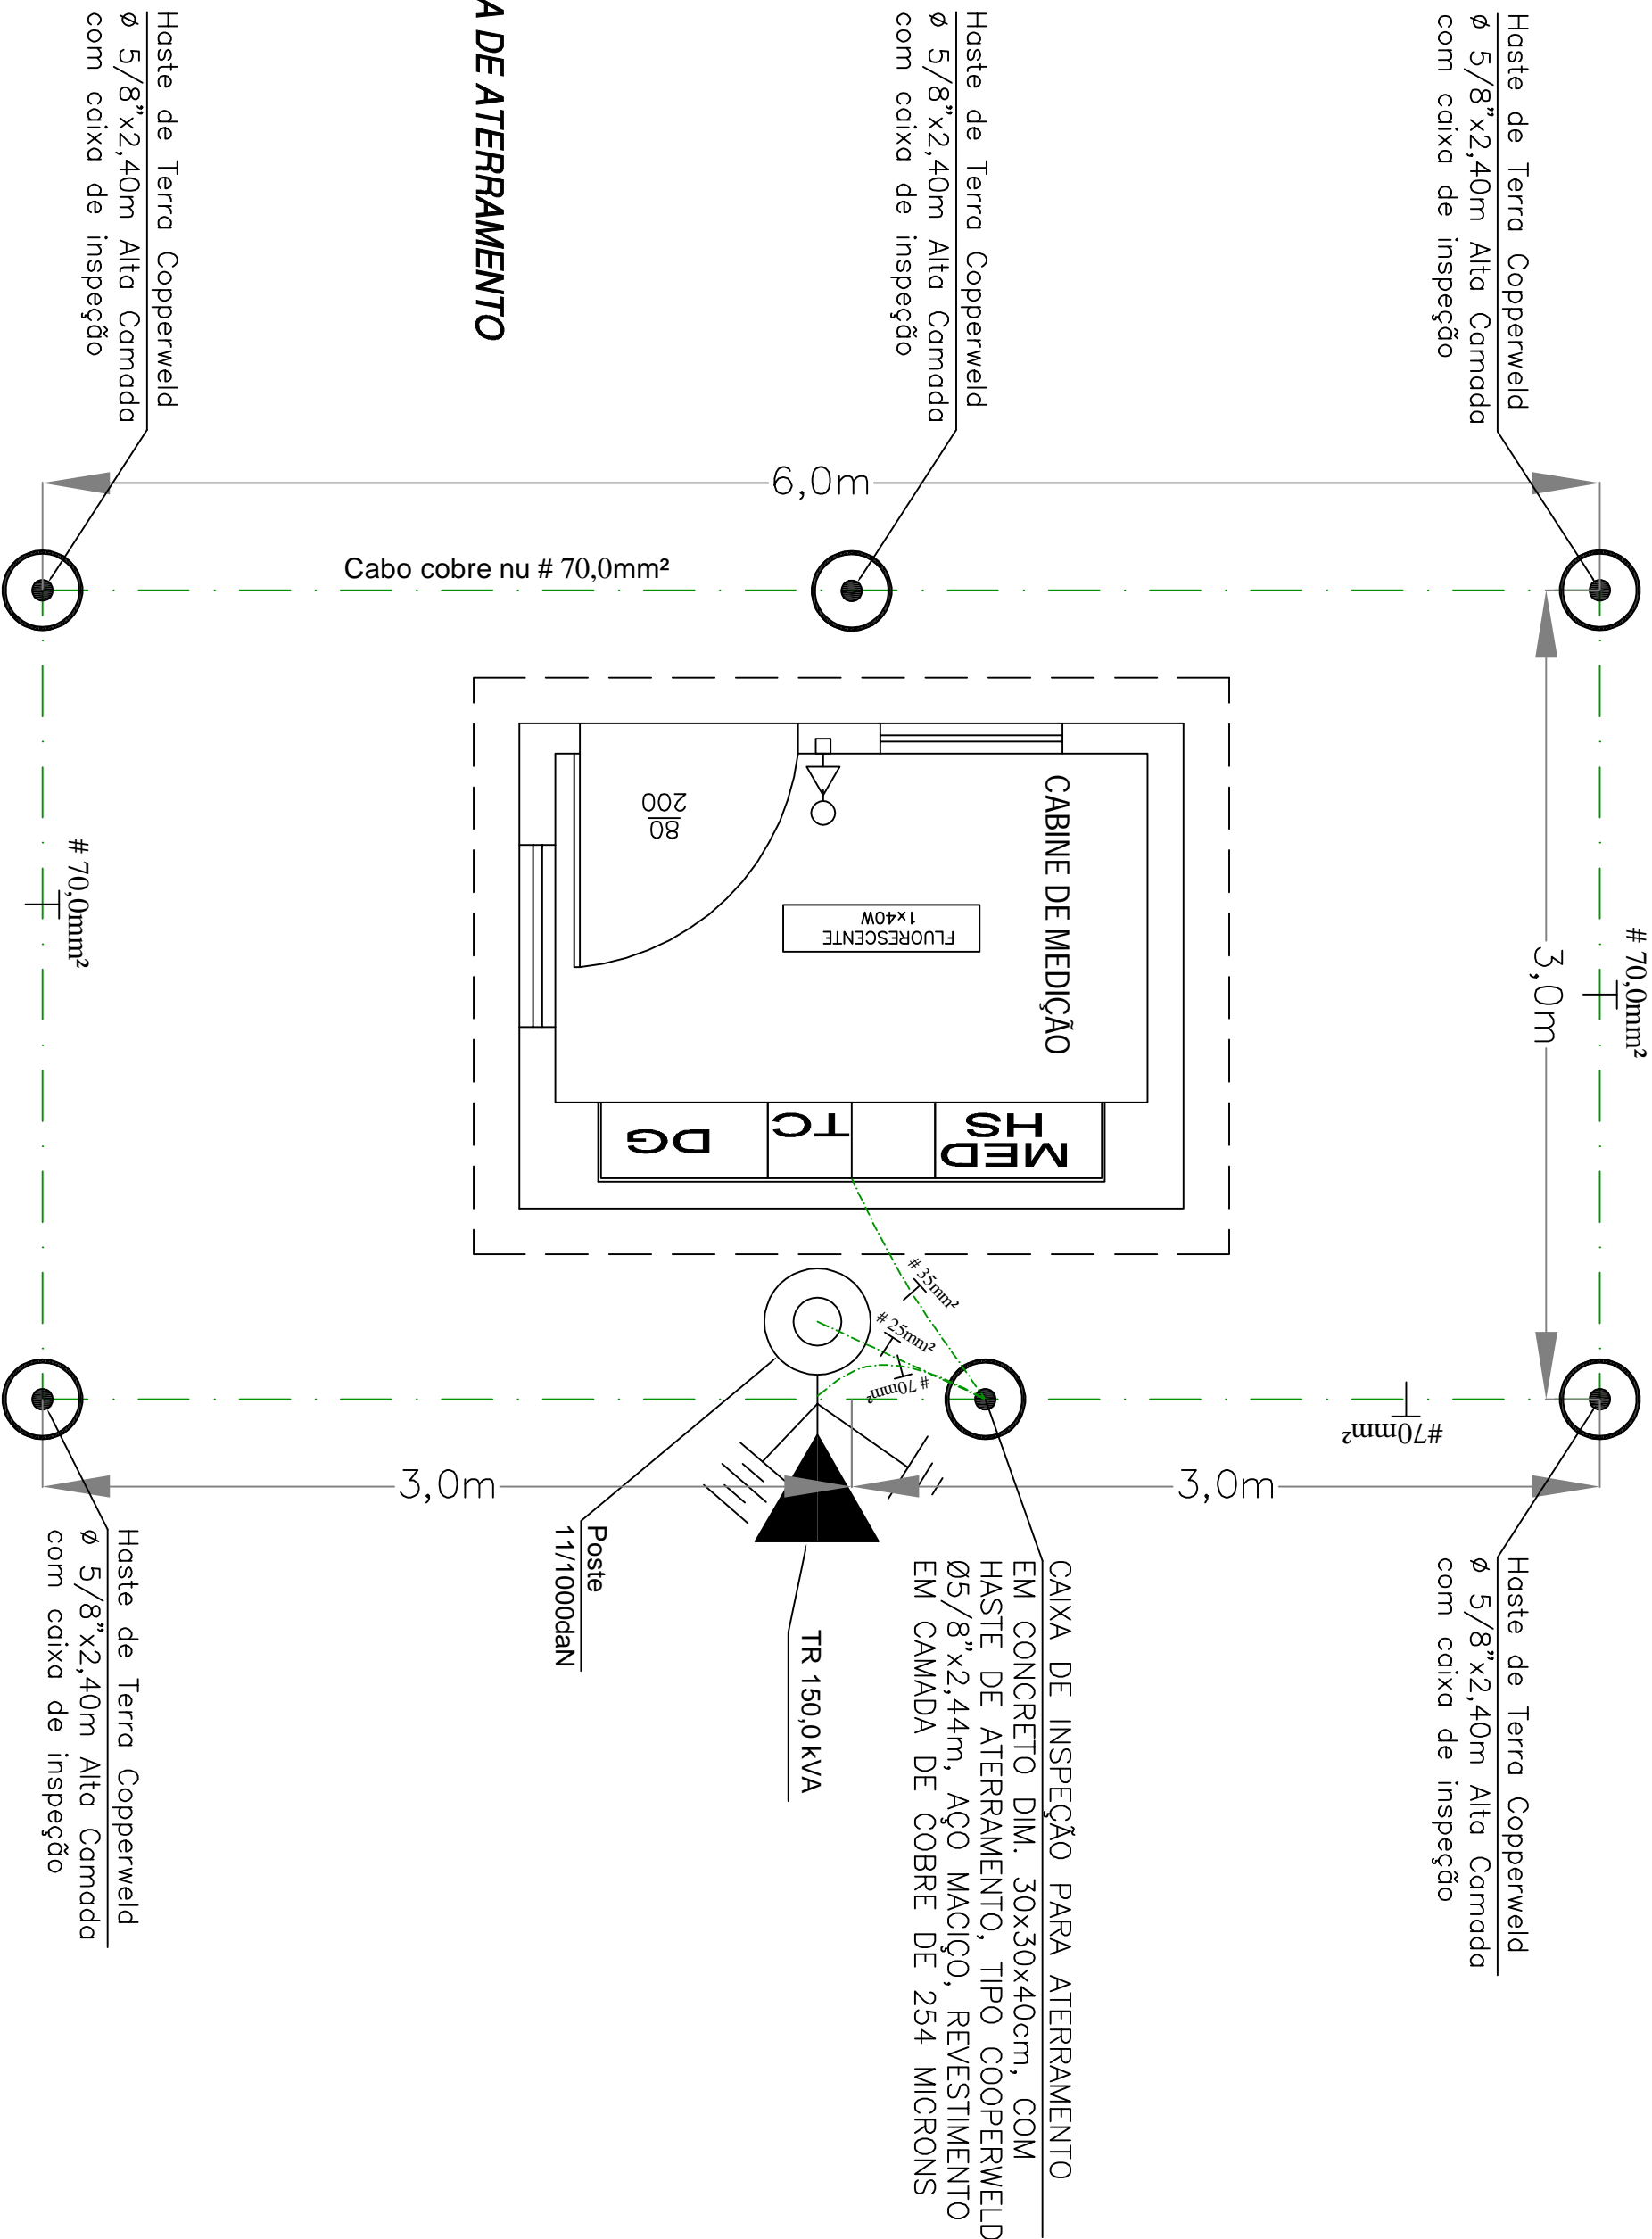 Haste de Terra Copperweld
ø 5/8"x2,40m Alta Camada
com caixa de inspeção
Haste de Terra Copperweld
ø 5/8"x2,40m Alta Camada
com caixa de inspeção
Haste de Terra Copperweld
ø 5/8"x2,40m Alta Camada
com caixa de inspeção
A DE ATERRAMENTO
6,0m
Cabo cobre nu # 70,0mm²
# 70,0mm²
3,0m
# 70,0mm²
80
200
FLUORESCENTE
1x40W
CABINE DE MEDIÇÃO
DG
TC
MED
HS
# 35mm²
# 25mm²
# 70mm²
#70mm²
3,0m
3,0m
Poste
11/1000daN
TR 150,0 kVA
CAIXA DE INSPEÇÃO PARA ATERRAMENTO
EM CONCRETO DIM. 30x30x40cm, COM
HASTE DE ATERRAMENTO, TIPO COOPERWELD
Ø5/8"x2,44m, AÇO MACIÇO, REVESTIMENTO
EM CAMADA DE COBRE DE 254 MICRONS
Haste de Terra Copperweld
ø 5/8"x2,40m Alta Camada
com caixa de inspeção
Haste de Terra Copperweld
ø 5/8"x2,40m Alta Camada
com caixa de inspeção